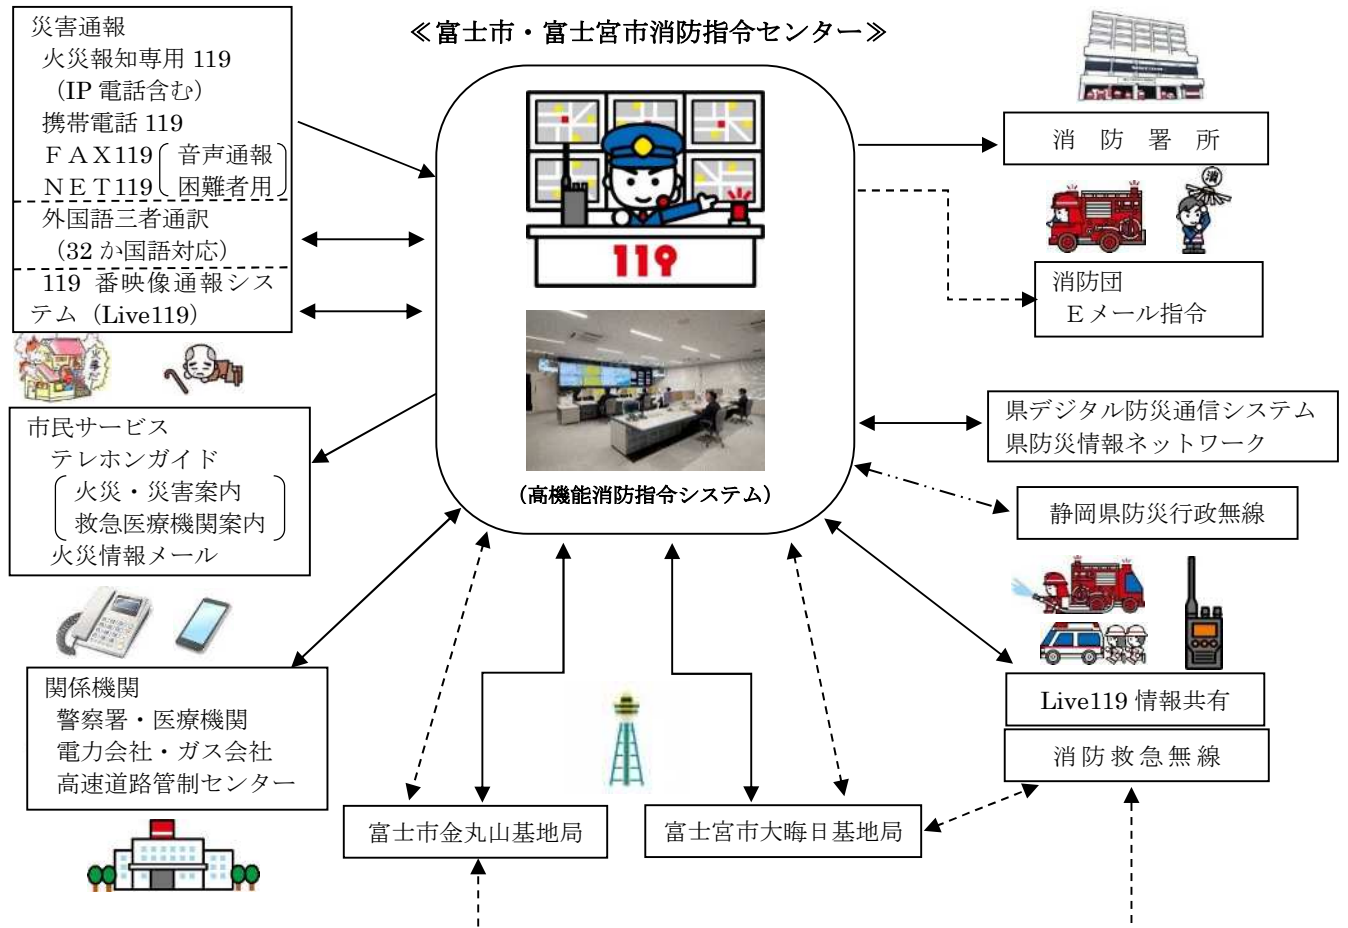 ≪富士市・富士宮市消防指令センター≫
災害通報
火災報知専用 119
（IP 電話含む）
携帯電話 119
ＦＡＸ119 音声通報
ＮＥＴ119 困難者用
外国語三者通訳
（32 か国語対応）
119 番映像通報シス
テム（Live119）
火事だ
市民サービス
テレホンガイド
火災・災害案内
救急医療機関案内
火災情報メール
関係機関
警察署・医療機関
電力会社・ガス会社
高速道路管制センター
119
（高機能消防指令システム）
消 防 署 所
消
消防団
Ｅメール指令
県デジタル防災通信システム
県防災情報ネットワーク
静岡県防災行政無線
Live119 情報共有
消防救急無線
富士市金丸山基地局
富士宮市大晦日基地局